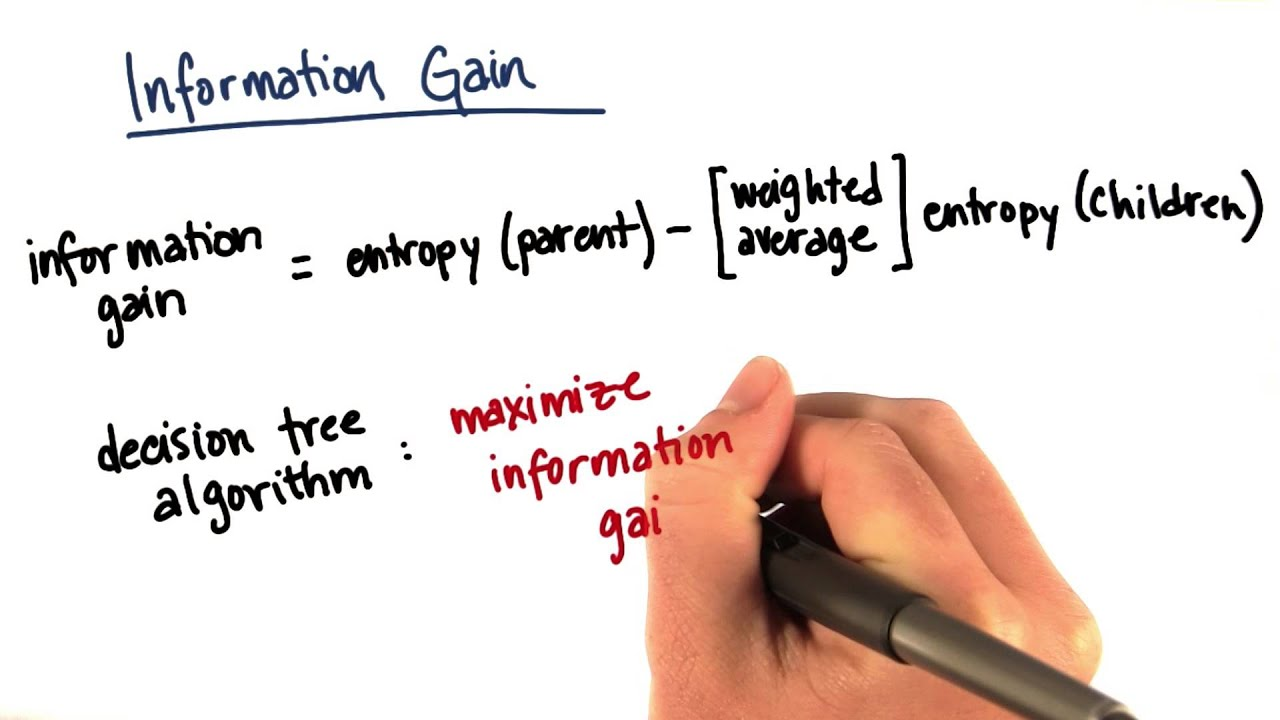 Information Gain
information gain = entropy (parent) - [weighted average] entropy (children)
decision tree algorithm : maximize information gai